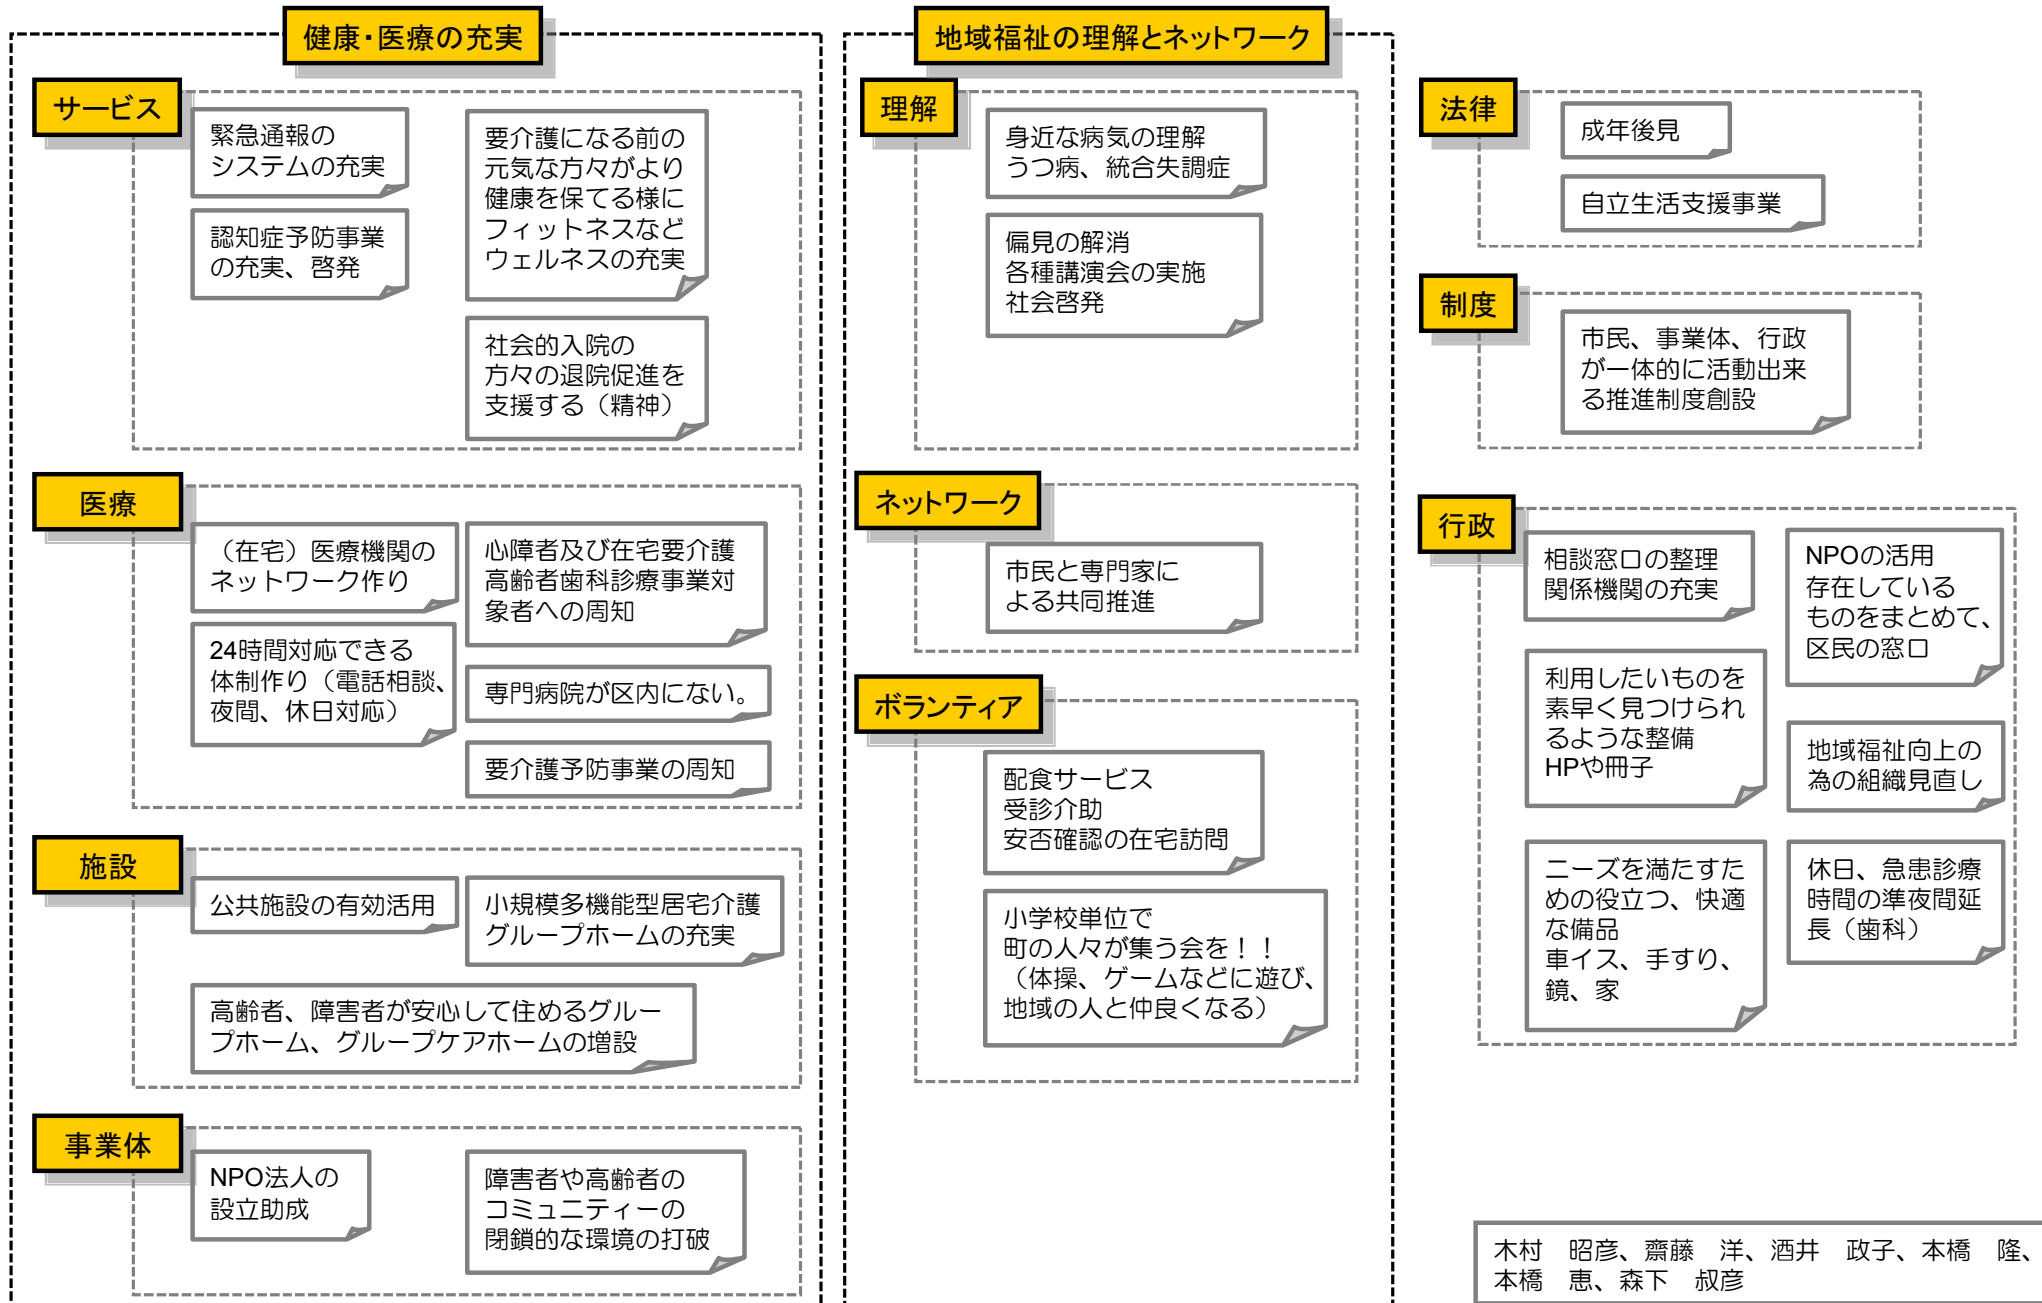 健康・医療の充実
サービス
緊急通報の
システムの充実
認知症予防事業
の充実、啓発
要介護になる前の
元気な方々がより
健康を保てる様に
フィットネスなど
ウェルネスの充実
社会的入院の
方々の退院促進を
支援する（精神）
医療
（在宅）医療機関の
ネットワーク作り
24時間対応できる
体制作り（電話相談、
夜間、休日対応）
心障者及び在宅要介護
高齢者歯科診療事業対
象者への周知
専門病院が区内にない。
要介護予防事業の周知
施設
公共施設の有効活用
小規模多機能型居宅介護
グループホームの充実
高齢者、障害者が安心して住めるグルー
プホーム、グループケアホームの増設
事業体
NPO法人の
設立助成
障害者や高齢者の
コミュニティーの
閉鎖的な環境の打破
地域福祉の理解とネットワーク
理解
身近な病気の理解
うつ病、統合失調症
偏見の解消
各種講演会の実施
社会啓発
ネットワーク
市民と専門家に
よる共同推進
ボランティア
配食サービス
受診介助
安否確認の在宅訪問
小学校単位で
町の人々が集う会を！！
（体操、ゲームなどに遊び、
地域の人と仲良くなる）
法律
成年後見
自立生活支援事業
制度
市民、事業体、行政
が一体的に活動出来
る推進制度創設
行政
相談窓口の整理
関係機関の充実
利用したいものを
素早く見つけられ
るような整備
HPや冊子
ニーズを満たすた
めの役立つ、快適
な備品
車イス、手すり、
鏡、家
NPOの活用
存在している
ものをまとめて、
区民の窓口
地域福祉向上の
為の組織見直し
休日、急患診療
時間の準夜間延
長（歯科）
木村　昭彦、齋藤　洋、酒井　政子、本橋　隆、
本橋　恵、森下　叔彦